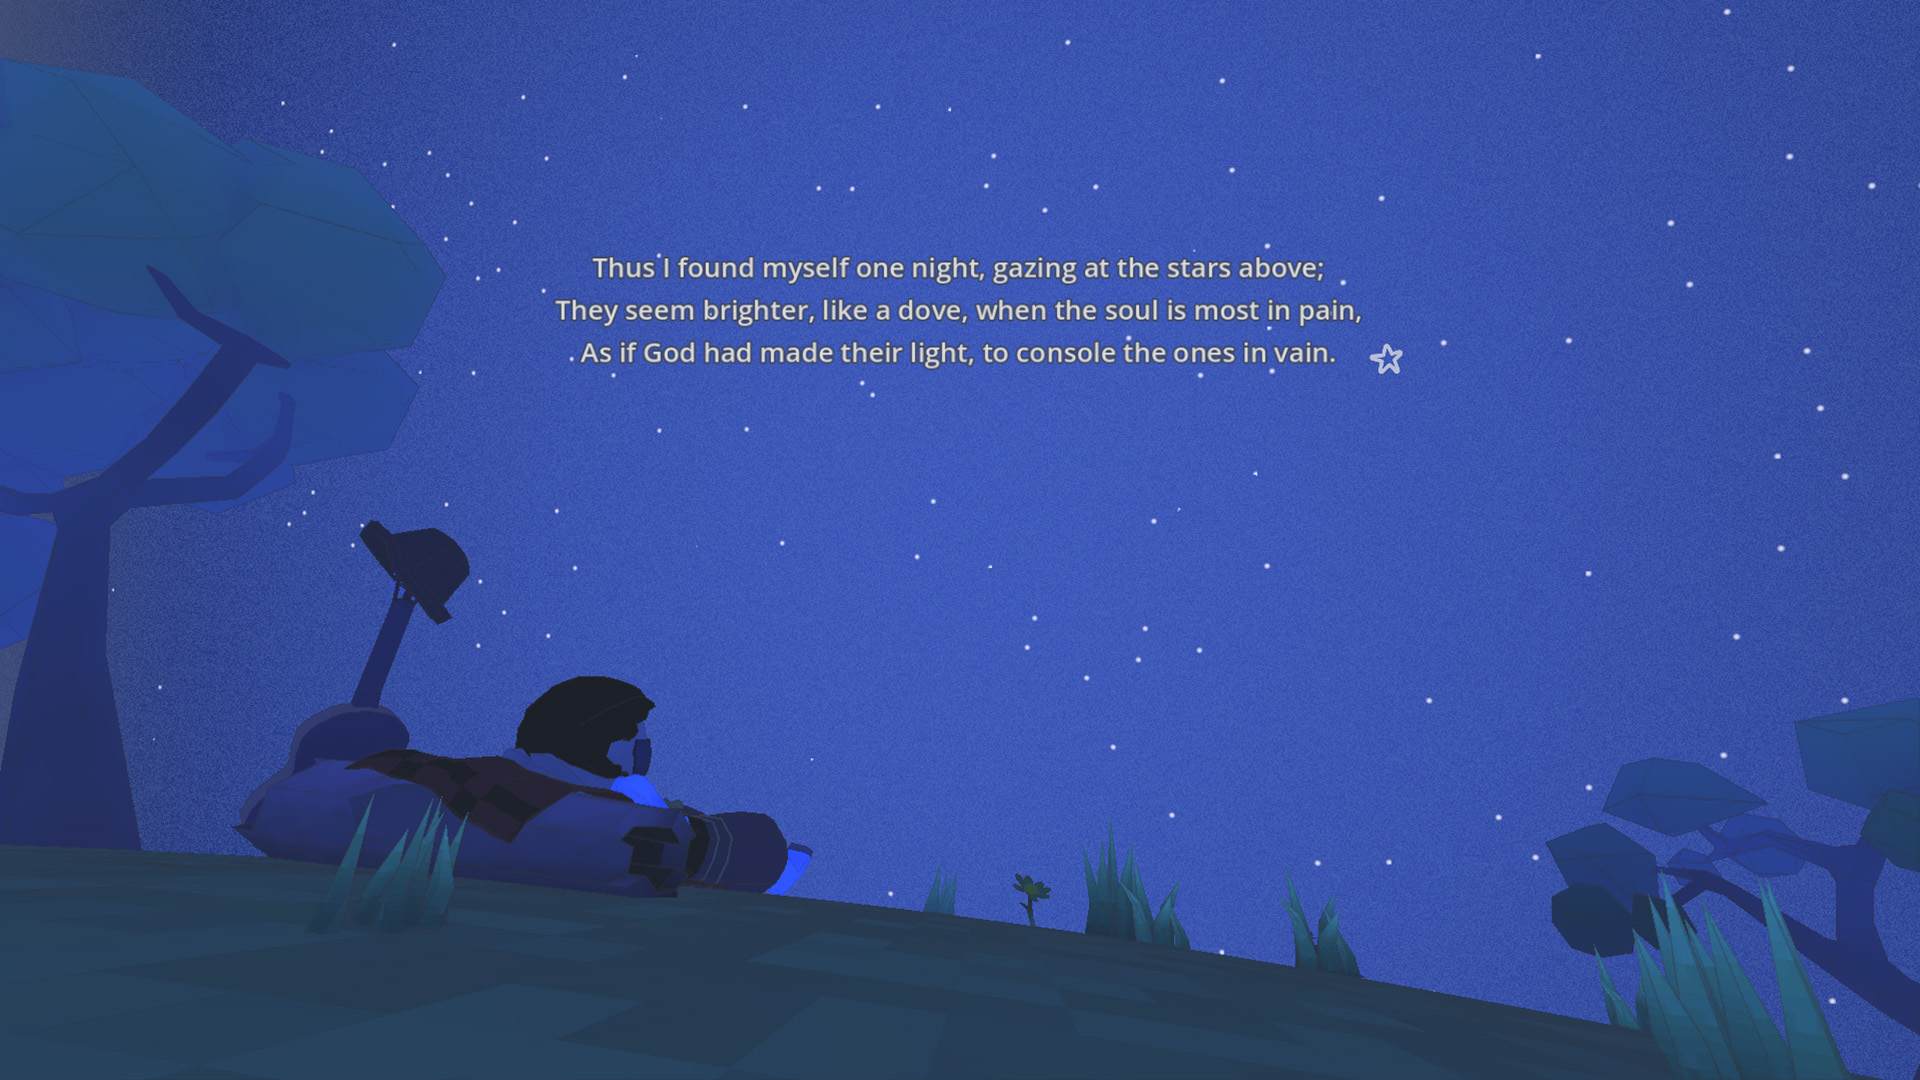 Thus I found myself one night, gazing at the stars above;
They seem brighter, like a dove, when the soul is most in pain,
As if God had made their light, to console the ones in vain.